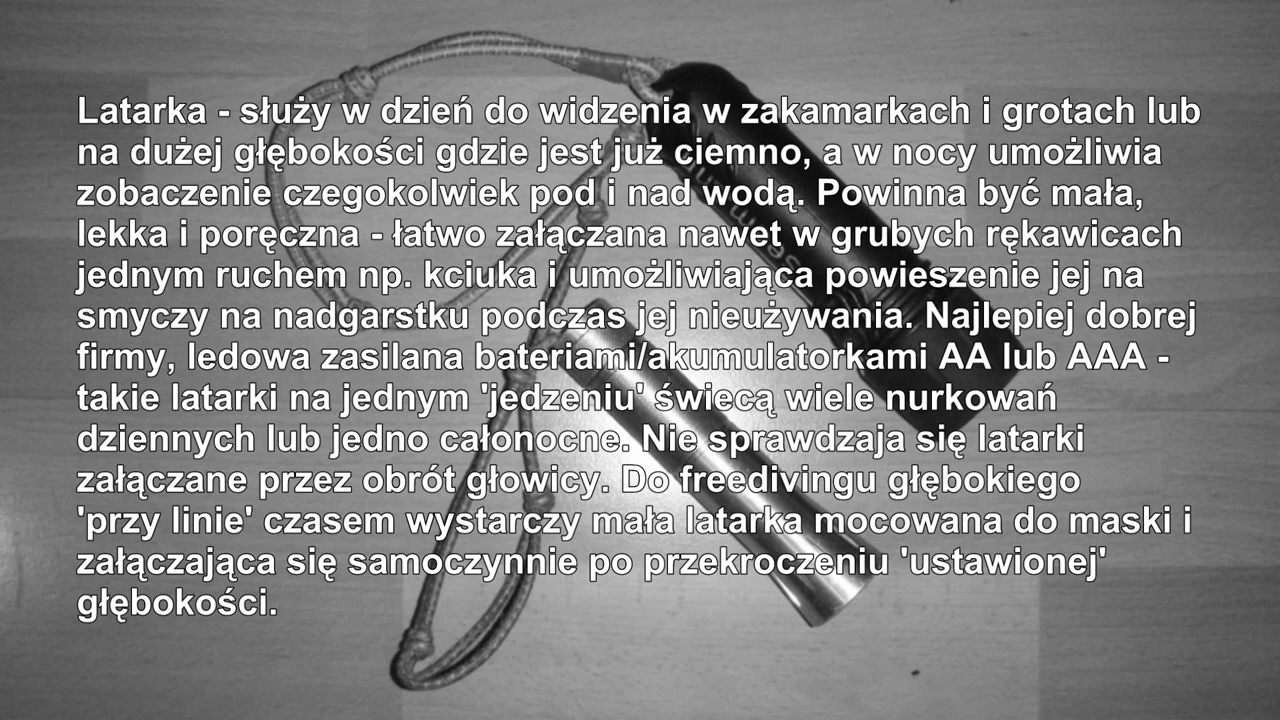 Latarka - służy w dzień do widzenia w zakamarkach i grotach lub
na dużej głębokości gdzie jest już ciemno, a w nocy umożliwia
zobaczenie czegokolwiek pod i nad wodą. Powinna być mała,
lekka i poręczna - łatwo załączana nawet w grubych rękawicach
jednym ruchem np. kciuka i umożliwiająca powieszenie jej na
smyczy na nadgarstku podczas jej nieużywania. Najlepiej dobrej
firmy, ledowa zasilana bateriami/akumulatorkami AA lub AAA -
takie latarki na jednym 'jedzeniu' świecą wiele nurkowań
dziennych lub jedno całonocne. Nie sprawdzaja się latarki
załączane przez obrót głowicy. Do freedivingu głębokiego
'przy linie' czasem wystarczy mała latarka mocowana do maski i
załączająca się samoczynnie po przekroczeniu 'ustawionej'
głębokości.